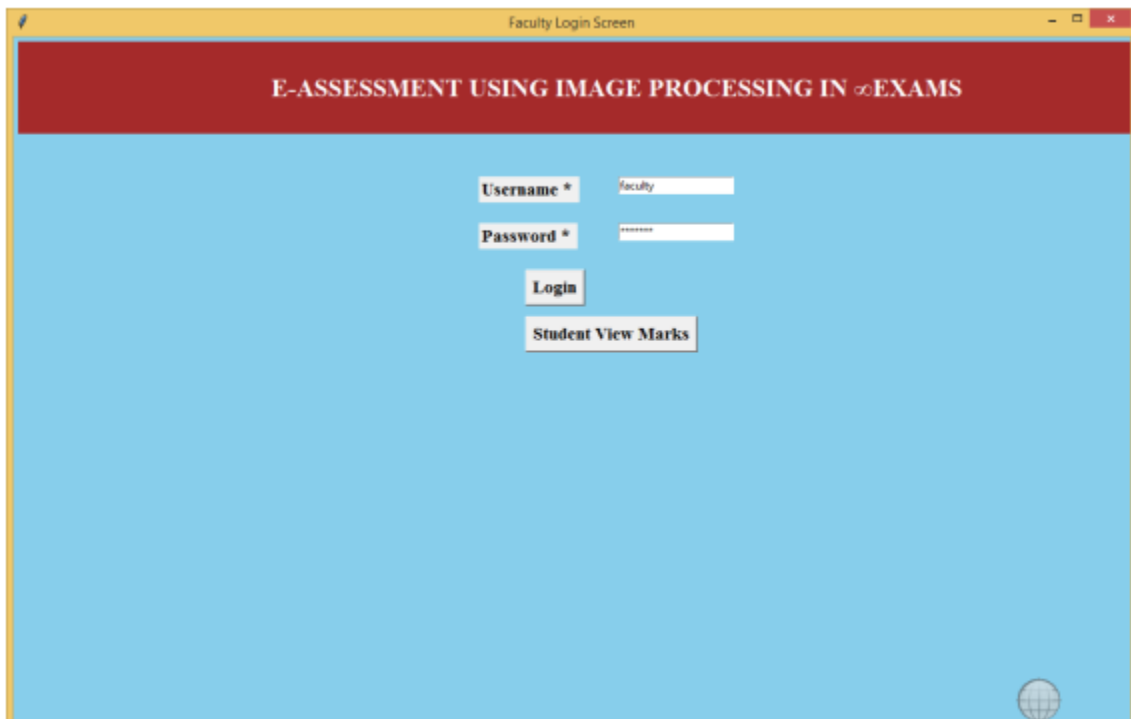 Faculty Login Screen
E-ASSESSMENT USING IMAGE PROCESSING IN ∞EXAMS
Username * faculty
Password * *******
Login
Student View Marks